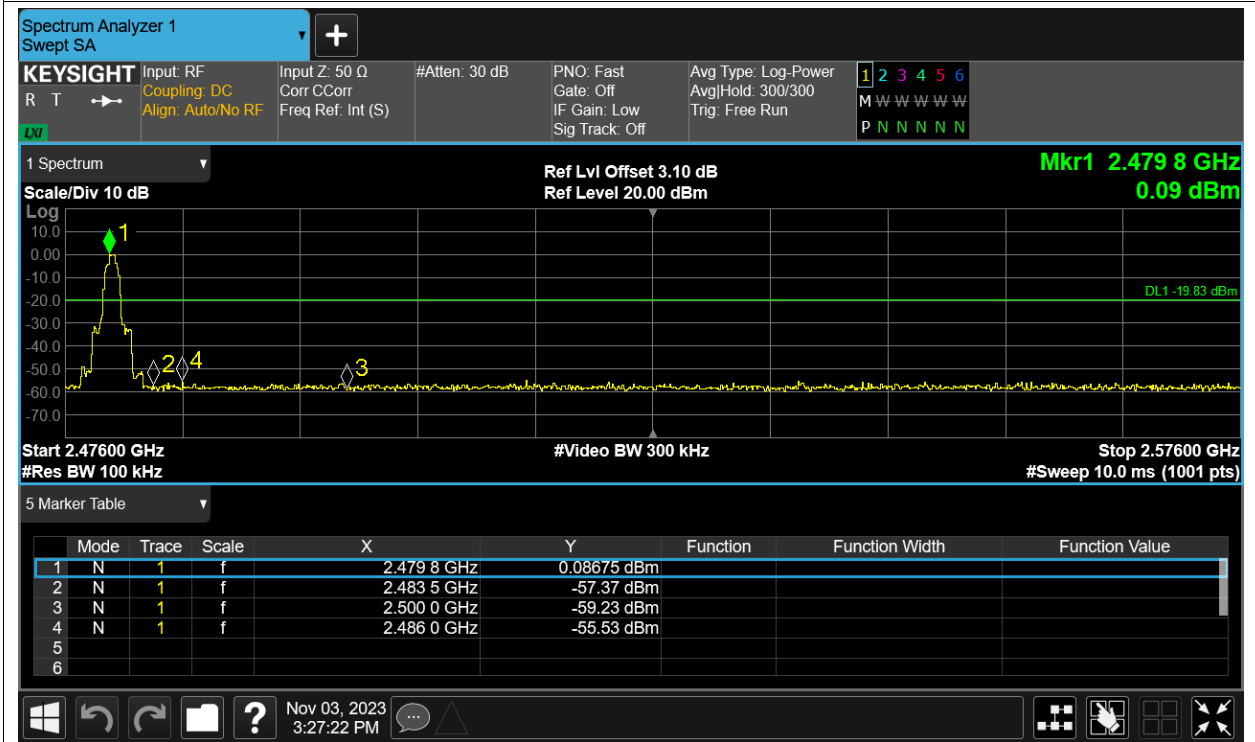 Spectrum Analyzer 1
Swept SA
+
KEYSIGHT
R T
LXI
Input: RF
Coupling: DC
Align: Auto/No RF
Input Z: 50 Ω
Corr CCorr
Freq Ref: Int (S)
#Atten: 30 dB
PNO: Fast
Gate: Off
IF Gain: Low
Sig Track: Off
Avg Type: Log-Power
Avg|Hold: 300/300
Trig: Free Run
1 2 3 4 5 6
M W W W W W
P N N N N N
1 Spectrum
Scale/Div 10 dB
Ref Lvl Offset 3.10 dB
Ref Level 20.00 dBm
Mkr1 2.479 8 GHz
0.09 dBm
Log
10.0
0.00
-10.0
-20.0
-30.0
-40.0
-50.0
-60.0
-70.0
1
2
4
3
DL1 -19.83 dBm
Start 2.47600 GHz
#Res BW 100 kHz
#Video BW 300 kHz
Stop 2.57600 GHz
#Sweep 10.0 ms (1001 pts)
5 Marker Table
Mode Trace Scale X Y Function Function Width Function Value
1 N 1 f 2.479 8 GHz 0.08675 dBm
2 N 1 f 2.483 5 GHz -57.37 dBm
3 N 1 f 2.500 0 GHz -59.23 dBm
4 N 1 f 2.486 0 GHz -55.53 dBm
5
6
?
Nov 03, 2023
3:27:22 PM